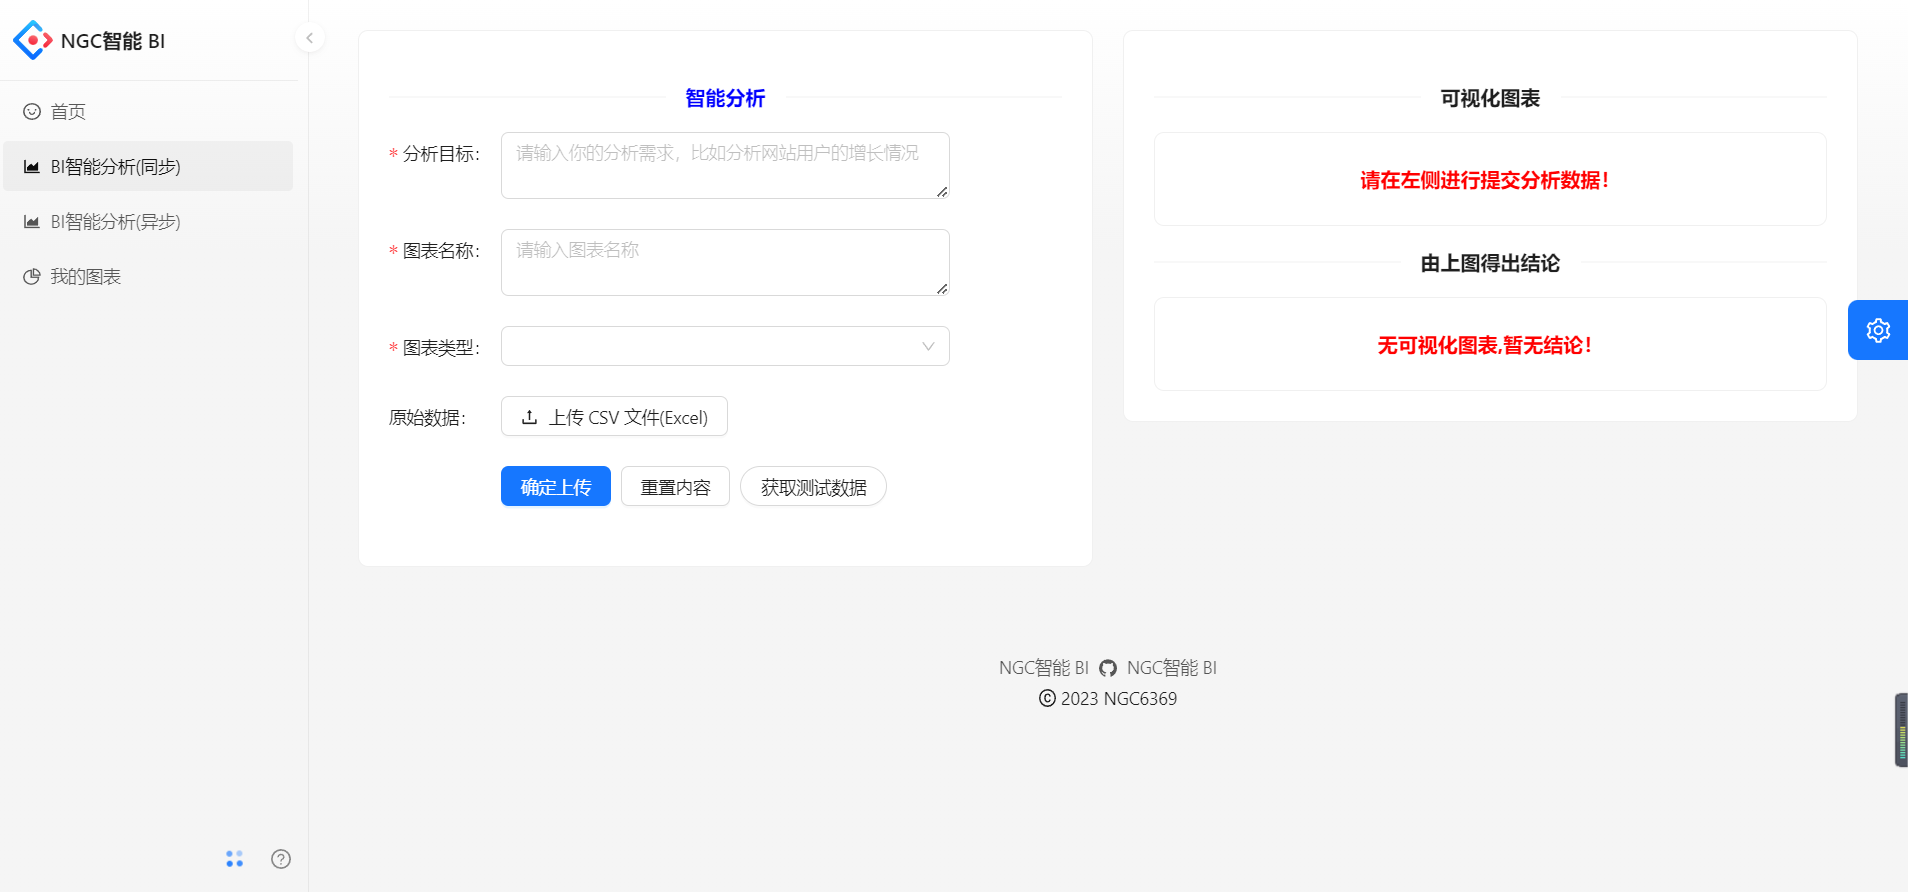 NGC智能 BI
首页
BI智能分析(同步)
BI智能分析(异步)
我的图表
智能分析
* 分析目标：
请输入你的分析需求，比如分析网站用户的增长情况
* 图表名称：
请输入图表名称
* 图表类型：
原始数据：
上传 CSV 文件(Excel)
确定上传
重置内容
获取测试数据
可视化图表
请在左侧进行提交分析数据！
由上图得出结论
无可视化图表,暂无结论！
NGC智能 BI NGC智能 BI
© 2023 NGC6369